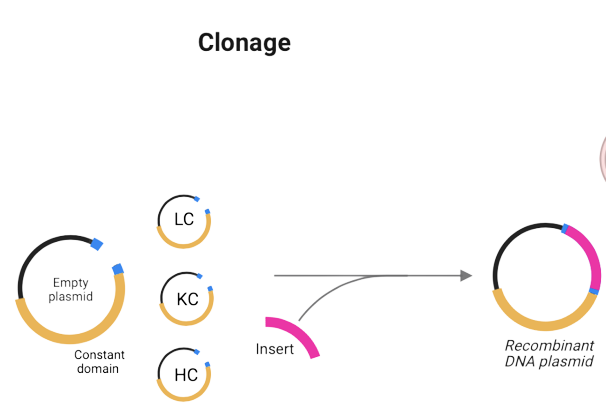 Clonage
LC
Empty
plasmid
KC
Constant
domain
HC
Insert
Recombinant
DNA plasmid